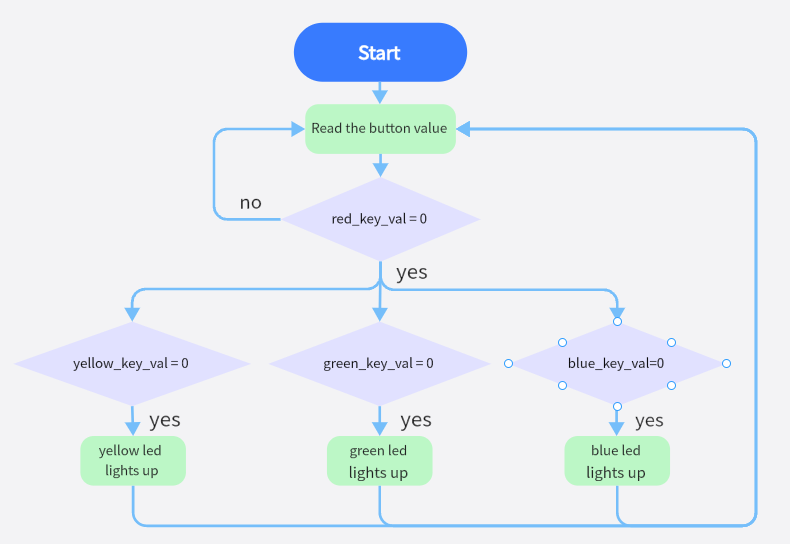 Start
Read the button value
no
red_key_val = 0
yes
yellow_key_val = 0
green_key_val = 0
blue_key_val=0
yes
yes
yes
yellow led
lights up
green led
lights up
blue led
lights up